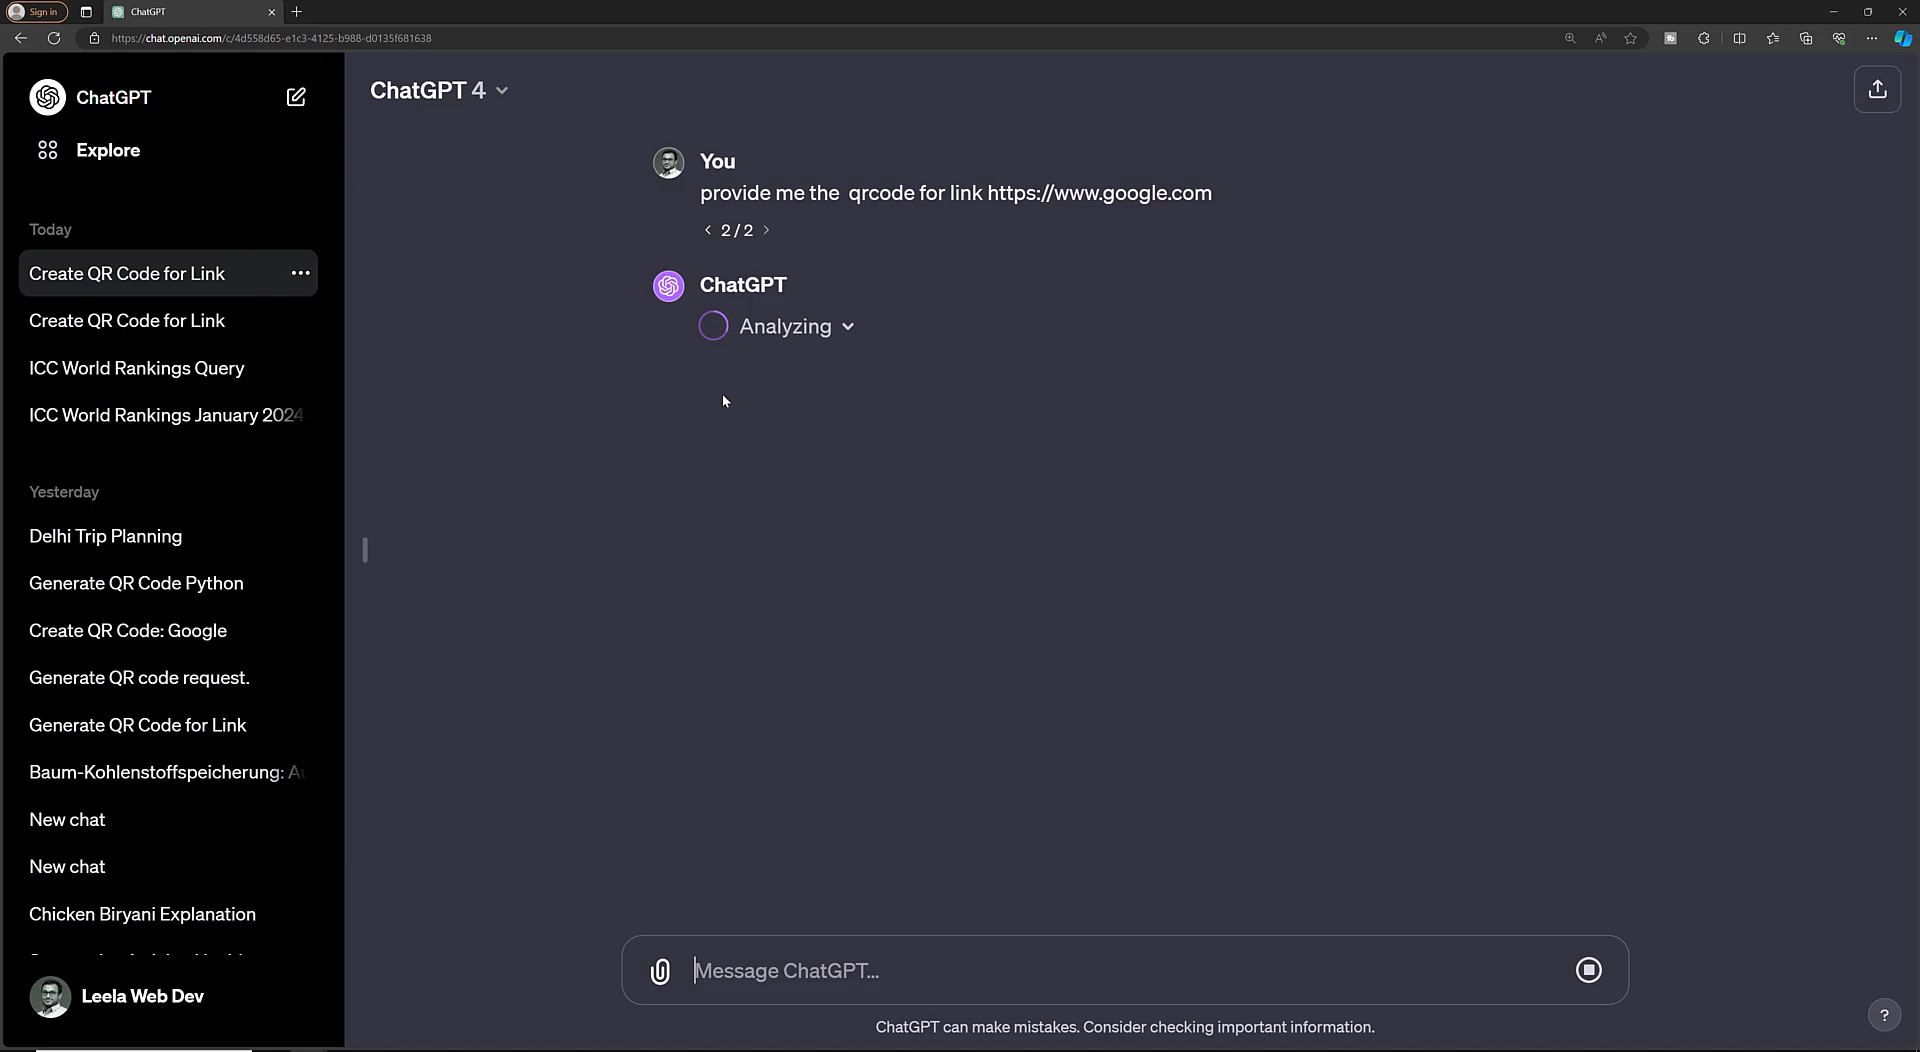 Sign in
ChatGPT
https://chat.openai.com/c/4d558d65-e1c3-4125-b988-d0135f681638
ChatGPT
Explore
Today
Create QR Code for Link
Create QR Code for Link
ICC World Rankings Query
ICC World Rankings January 2024
Yesterday
Delhi Trip Planning
Generate QR Code Python
Create QR Code: Google
Generate QR code request.
Generate QR Code for Link
Baum-Kohlenstoffspeicherung: Au
New chat
New chat
Chicken Biryani Explanation
Leela Web Dev
ChatGPT 4
You
provide me the  qrcode for link https://www.google.com
< 2 / 2 >
ChatGPT
Analyzing
Message ChatGPT...
ChatGPT can make mistakes. Consider checking important information.
?